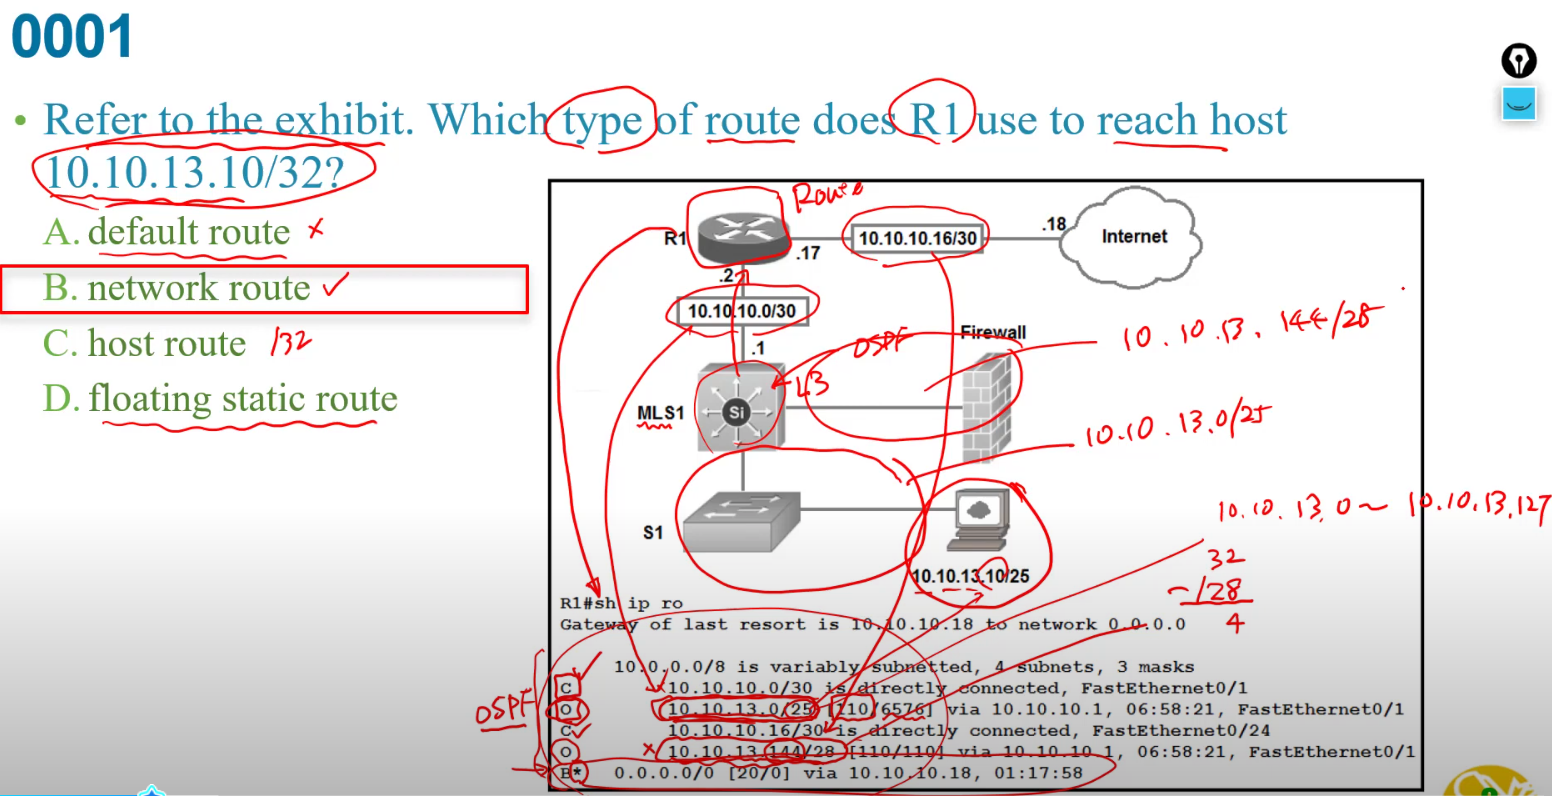 0001
• Refer to the exhibit. Which type of route does R1 use to reach host
10.10.13.10/32?
A. default route ×
B. network route ✓
C. host route /32
D. floating static route
Route
R1
10.10.10.16/30
.18
Internet
.17
.2
10.10.10.0/30
.1
OSPF
Firewall
10.10.13.144/28
L3
MLS1
Si
10.10.13.0/25
10.10.13.0~10.10.13.127
S1
32
-/28
4
10.10.13.10/25
R1#sh ip ro
Gateway of last resort is 10.10.10.18 to network 0.0.0.0
10.0.0.0/8 is variably subnetted, 4 subnets, 3 masks
C 10.10.10.0/30 is directly connected, FastEthernet0/1
OSPF
O 10.10.13.0/25 [110/6576] via 10.10.10.1, 06:58:21, FastEthernet0/1
C 10.10.10.16/30 is directly connected, FastEthernet0/24
O × 10.10.13.144/28 [110/110] via 10.10.10.1, 06:58:21, FastEthernet0/1
B* 0.0.0.0/0 [20/0] via 10.10.10.18, 01:17:58